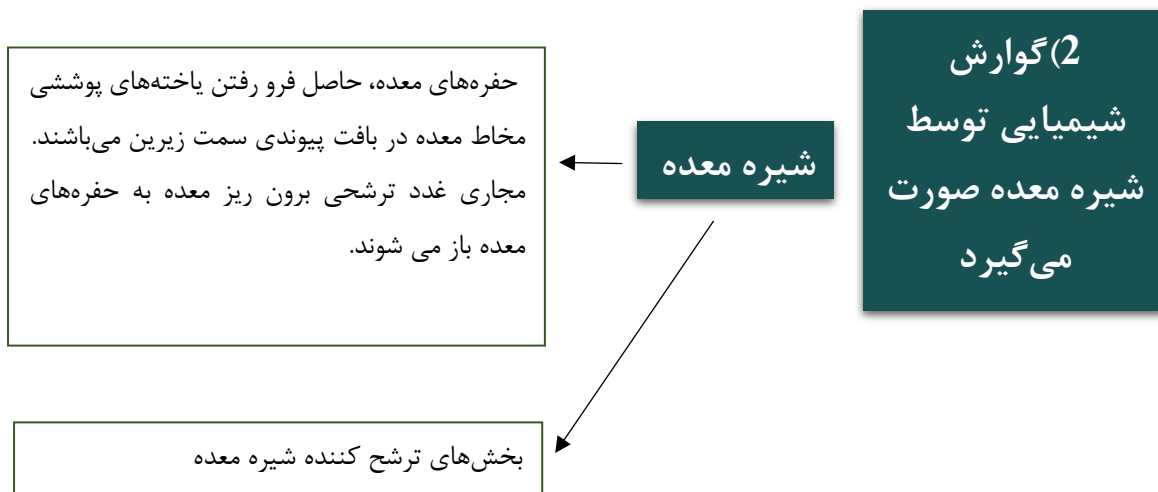 2)گوارش
شیمیایی توسط
شیره معده صورت
می‌گیرد
شیره معده
حفره‌های معده، حاصل فرو رفتن یاخته‌های پوششی
مخاط معده در بافت پیوندی سمت زیرین می‌باشند.
مجاری غدد ترشحی برون ریز معده به حفره‌های
معده باز می شوند.
بخش‌های ترشح کننده شیره معده